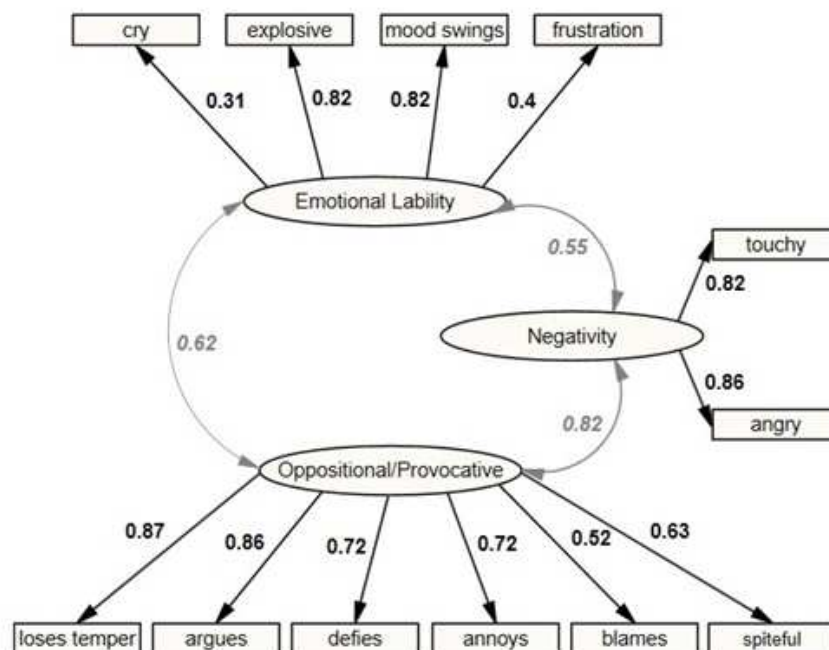 cry
explosive
mood swings
frustration
0.31
0.82
0.82
0.4
Emotional Lability
0.55
touchy
0.82
0.62
Negativity
0.86
angry
0.82
Oppositional/Provocative
0.87
0.86
0.72
0.72
0.52
0.63
loses temper
argues
defies
annoys
blames
spiteful